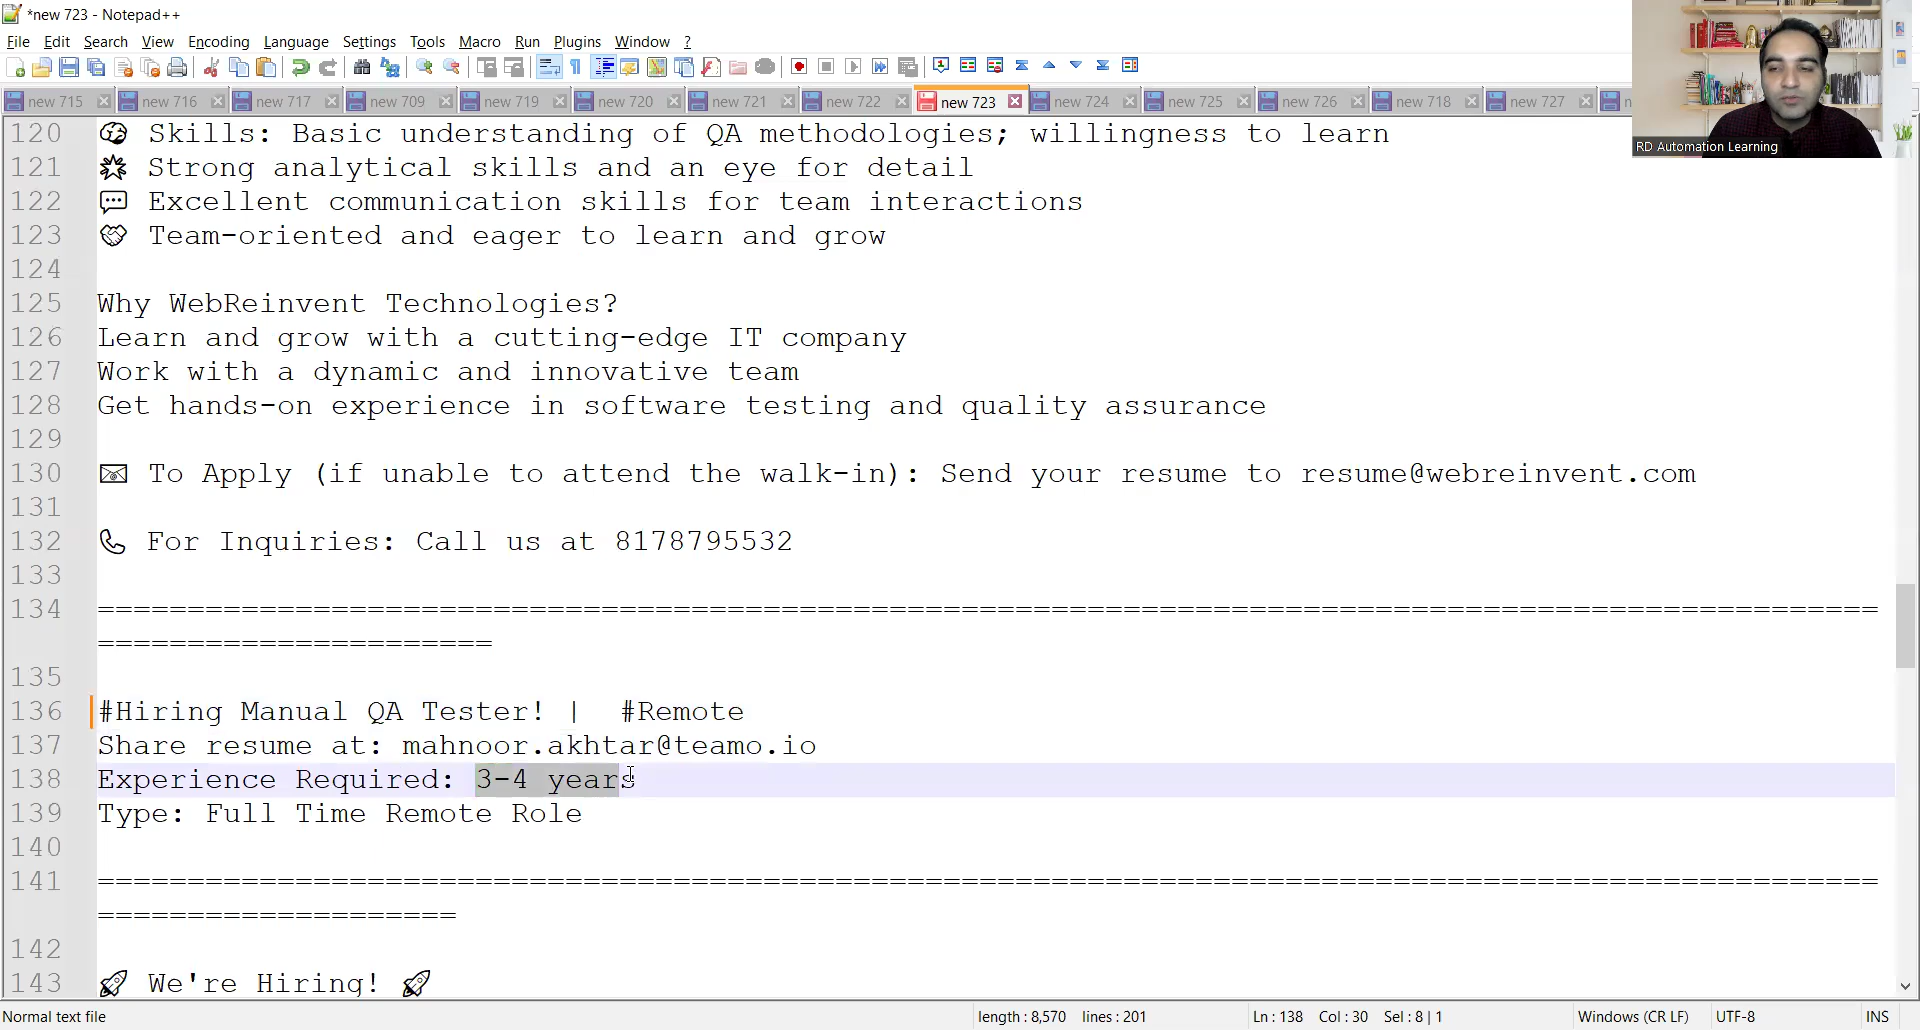 *new 723 - Notepad++
File Edit Search View Encoding Language Settings Tools Macro Run Plugins Window ?
new 715 new 716 new 717 new 709 new 719 new 720 new 721 new 722 new 723 new 724 new 725 new 726 new 718 new 727
RD Automation Learning
120 Skills: Basic understanding of QA methodologies; willingness to learn
121 Strong analytical skills and an eye for detail
122 Excellent communication skills for team interactions
123 Team-oriented and eager to learn and grow
124
125 Why WebReinvent Technologies?
126 Learn and grow with a cutting-edge IT company
127 Work with a dynamic and innovative team
128 Get hands-on experience in software testing and quality assurance
129
130 To Apply (if unable to attend the walk-in): Send your resume to resume@webreinvent.com
131
132 For Inquiries: Call us at 8178795532
133
134 ===================================================================================================
======================
135
136 #Hiring Manual QA Tester! | #Remote
137 Share resume at: mahnoor.akhtar@teamo.io
138 Experience Required: 3-4 years
139 Type: Full Time Remote Role
140
141 ===================================================================================================
====================
142
143 🚀 We're Hiring! 🚀
Normal text file length : 8,570 lines : 201 Ln : 138 Col : 30 Sel : 8 | 1 Windows (CR LF) UTF-8 INS